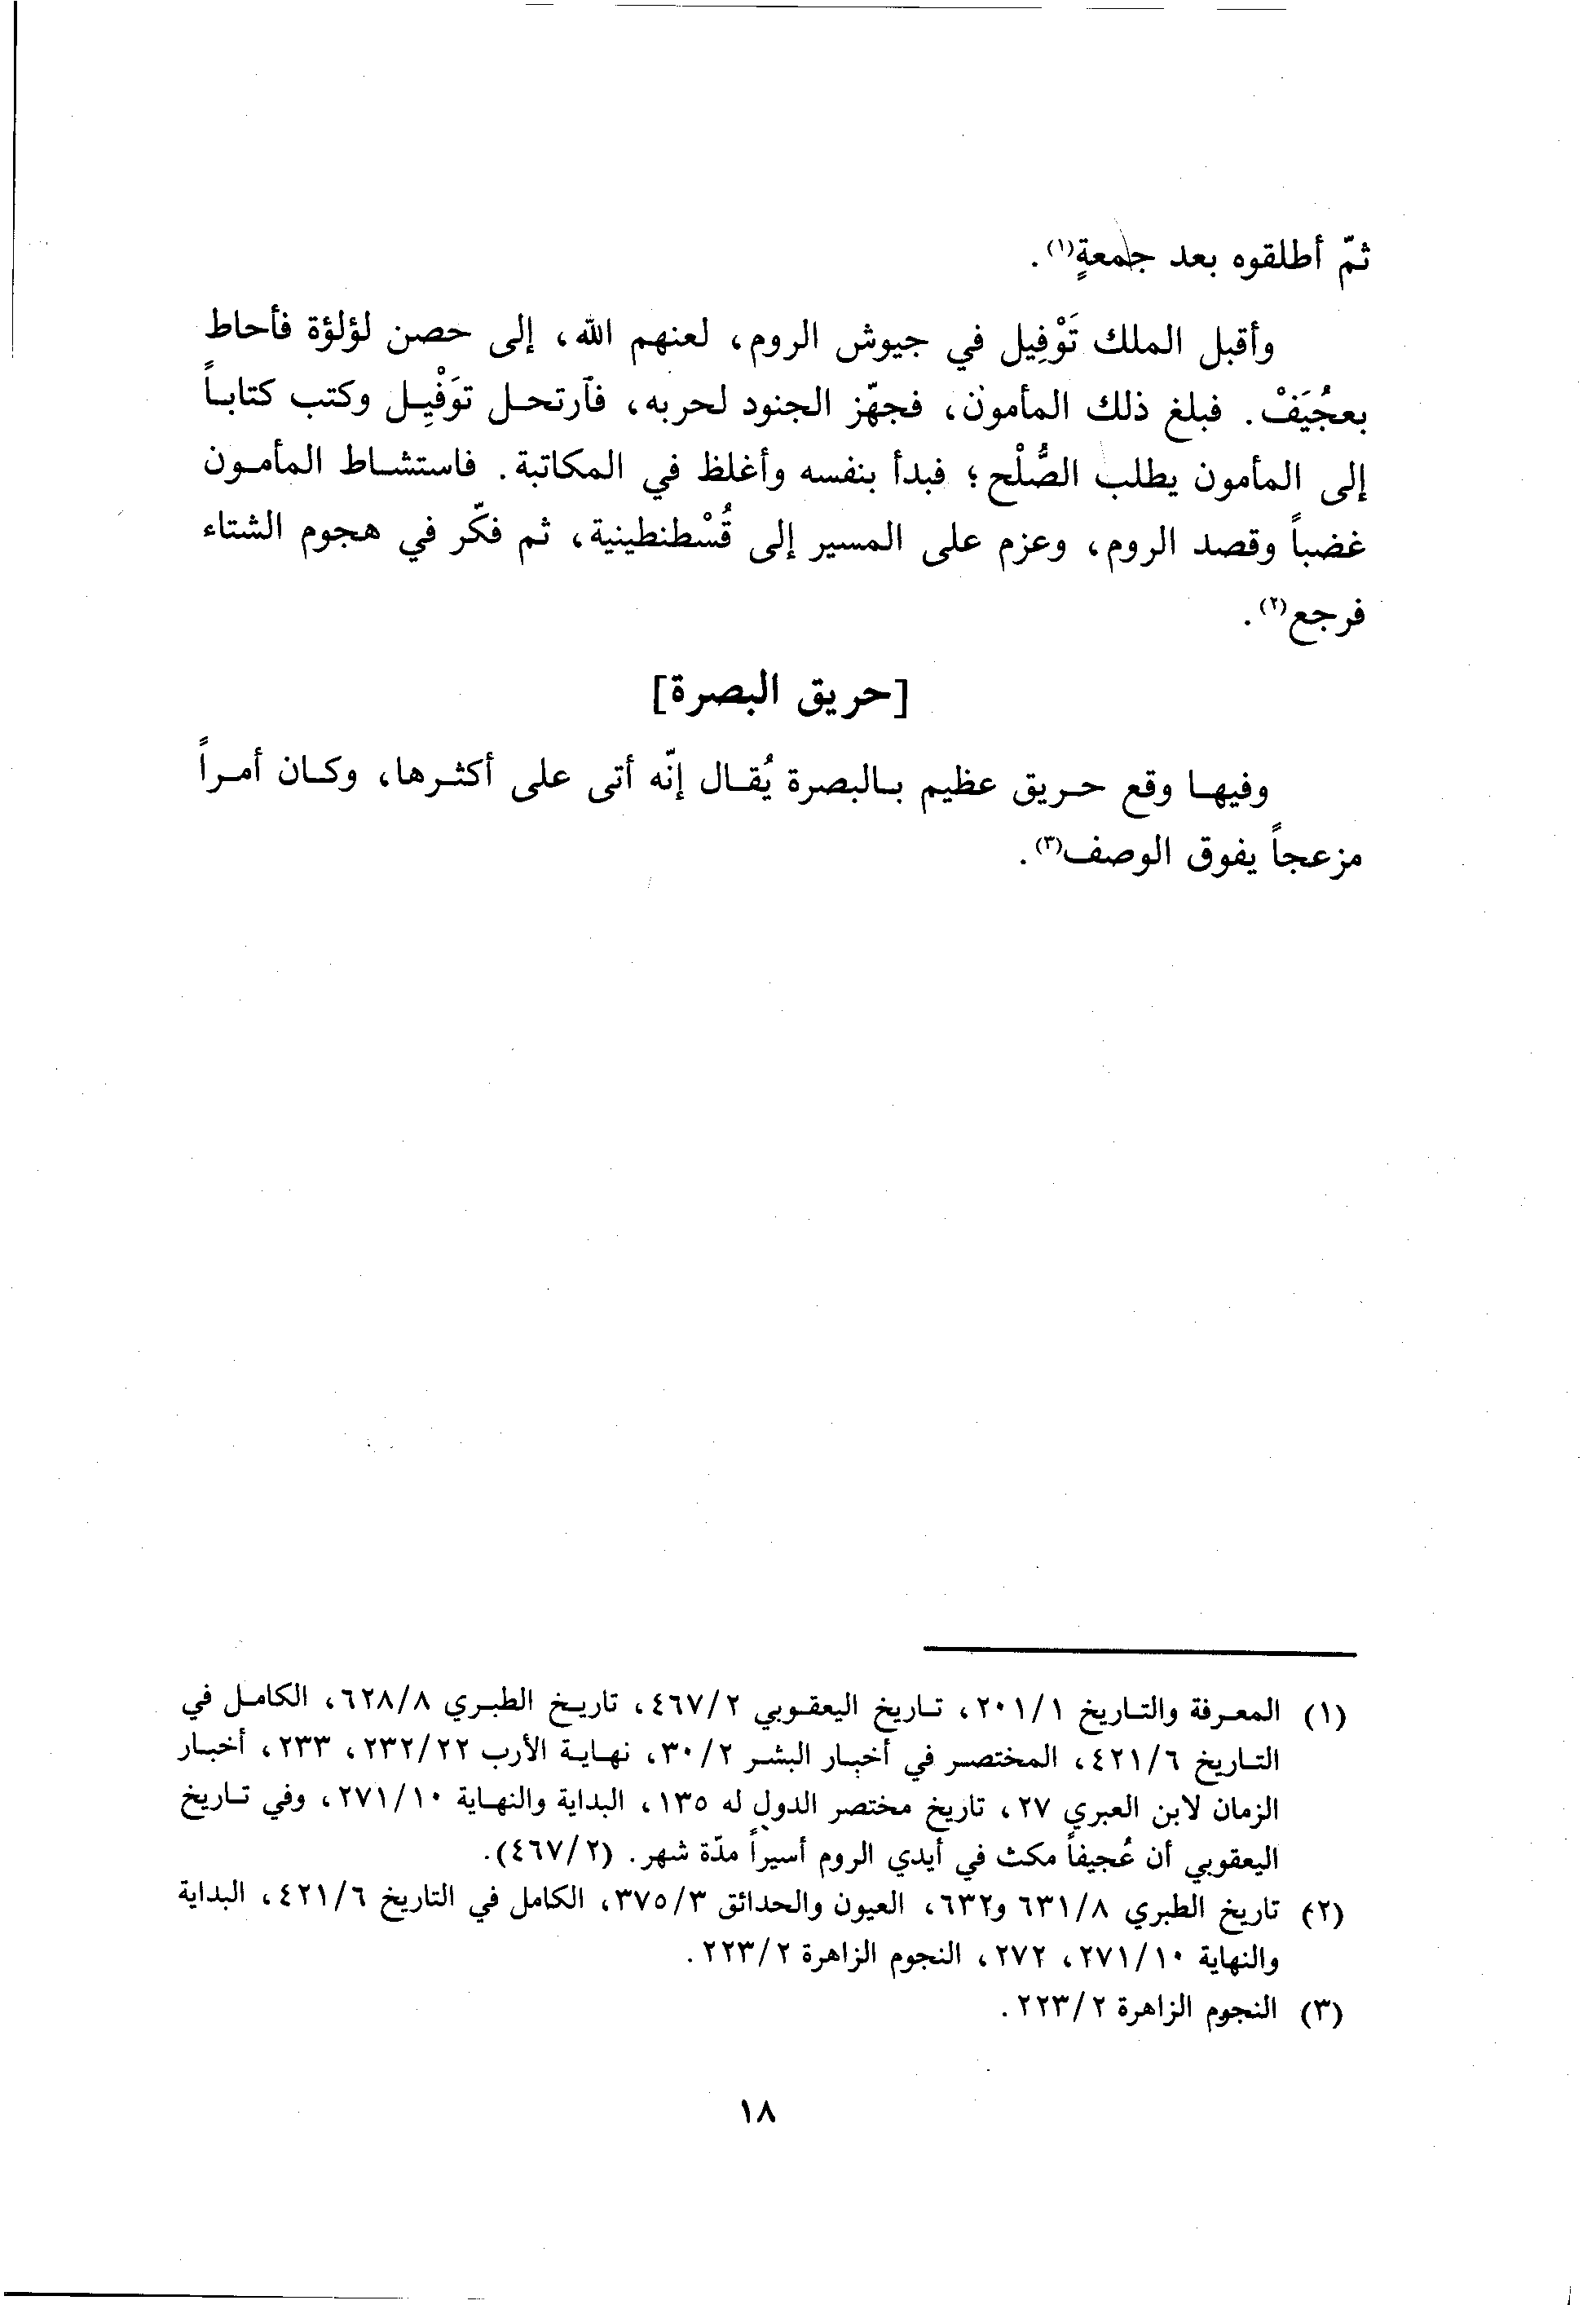 ثمّ أطلقوه بعد جمعةٍ(١).
وأقبل الملك تَوْفِيل في جيوش الروم، لعنهم الله، إلى حصن لؤلؤة فأحاط
بعجُيَفْ. فبلغ ذلك المأمون، فجهّز الجنود لحربه، فآرتحل توَفْيِل وكتب كتاباً
إلى المأمون يطلب الصُّلْح؛ فبدأ بنفسه وأغلظ في المكاتبة. فاستشاط المأمون
غضباً وقصد الروم، وعزم على المسير إلى قُسْطنطينية، ثم فكّر في هجوم الشتاء
فرجع(٢).
[حريق البصرة]
وفيها وقع حريق عظيم بالبصرة يُقال إنّه أتى على أكثرها، وكان أمراً
مزعجاً يفوق الوصف(٣).
(١) المعرفة والتاريخ ٢٠١/١، تاريخ اليعقوبي ٤٦٧/٢، تاريخ الطبري ٦٢٨/٨، الكامل في
التاريخ ٤٢١/٦، المختصر في أخبار البشر ٣٠/٢، نهاية الأرب ٢٣٢/٢٢، ٢٣٣، أخبار
الزمان لابن العبري ٢٧، تاريخ مختصر الدول له ١٣٥، البداية والنهاية ٢٧١/١٠، وفي تاريخ
اليعقوبي أن عُجيفاً مكث في أيدي الروم أسيراً مدّة شهر. (٤٦٧/٢).
(٢) تاريخ الطبري ٦٣١/٨ و٦٣٢، العيون والحدائق ٣٧٥/٣، الكامل في التاريخ ٤٢١/٦، البداية
والنهاية ٢٧١/١٠، ٢٧٢، النجوم الزاهرة ٢٢٣/٢.
(٣) النجوم الزاهرة ٢٢٣/٢.
١٨